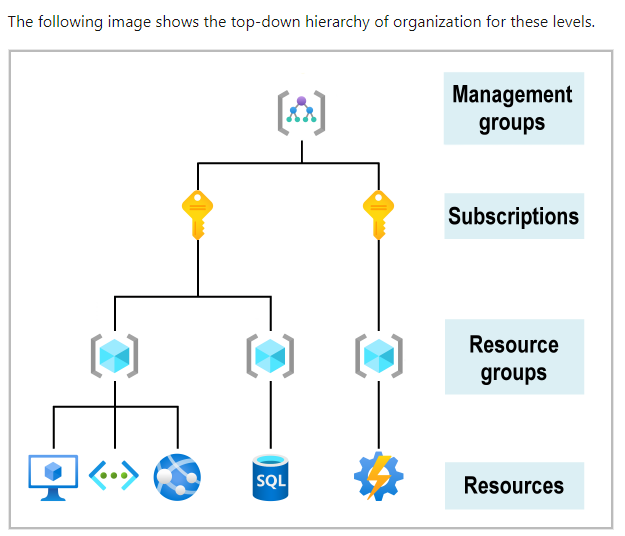 The following image shows the top-down hierarchy of organization for these levels.
Management
groups
Subscriptions
Resource
groups
SQL
Resources